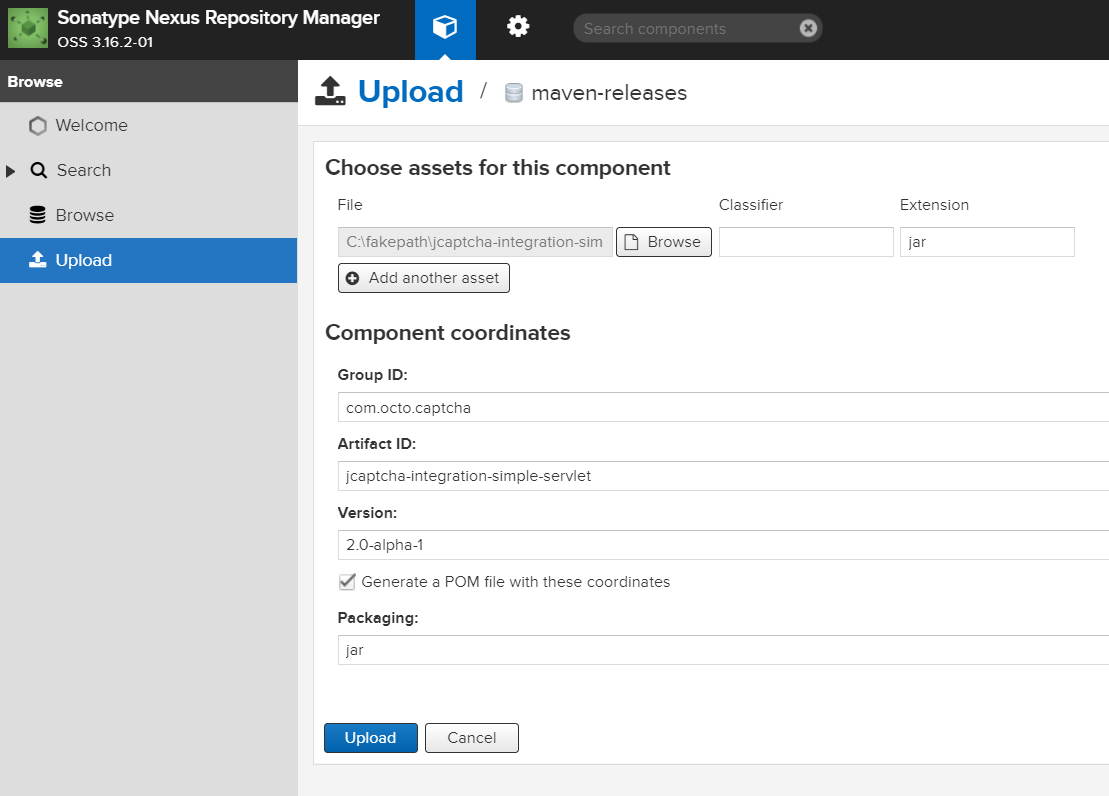 Sonatype Nexus Repository Manager
OSS 3.16.2-01
Search components
Browse
Welcome
Search
Browse
Upload
Upload / maven-releases
Choose assets for this component
File Classifier Extension
C:\fakepath\jcaptcha-integration-sim Browse jar
Add another asset
Component coordinates
Group ID:
com.octo.captcha
Artifact ID:
jcaptcha-integration-simple-servlet
Version:
2.0-alpha-1
Generate a POM file with these coordinates
Packaging:
jar
Upload Cancel